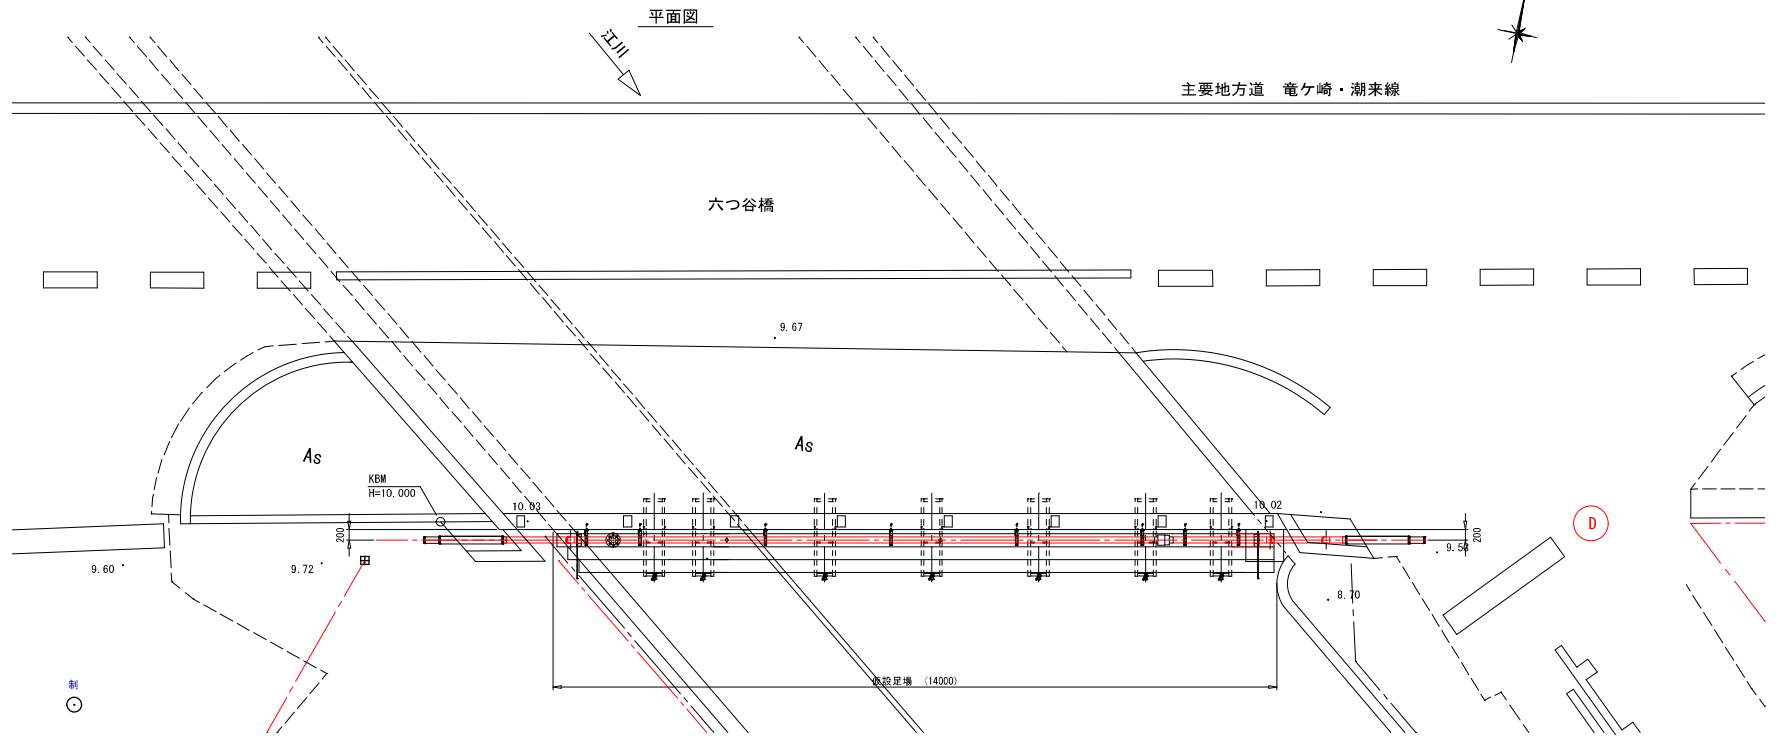 平面図
江川
主要地方道　竜ケ崎・潮来線
六つ谷橋
9.67
As
As
KBM
H=10.000
10.03
10.02
200
200
9.60
9.72
9.53
D
8.70
仮設足場　(14000)
制